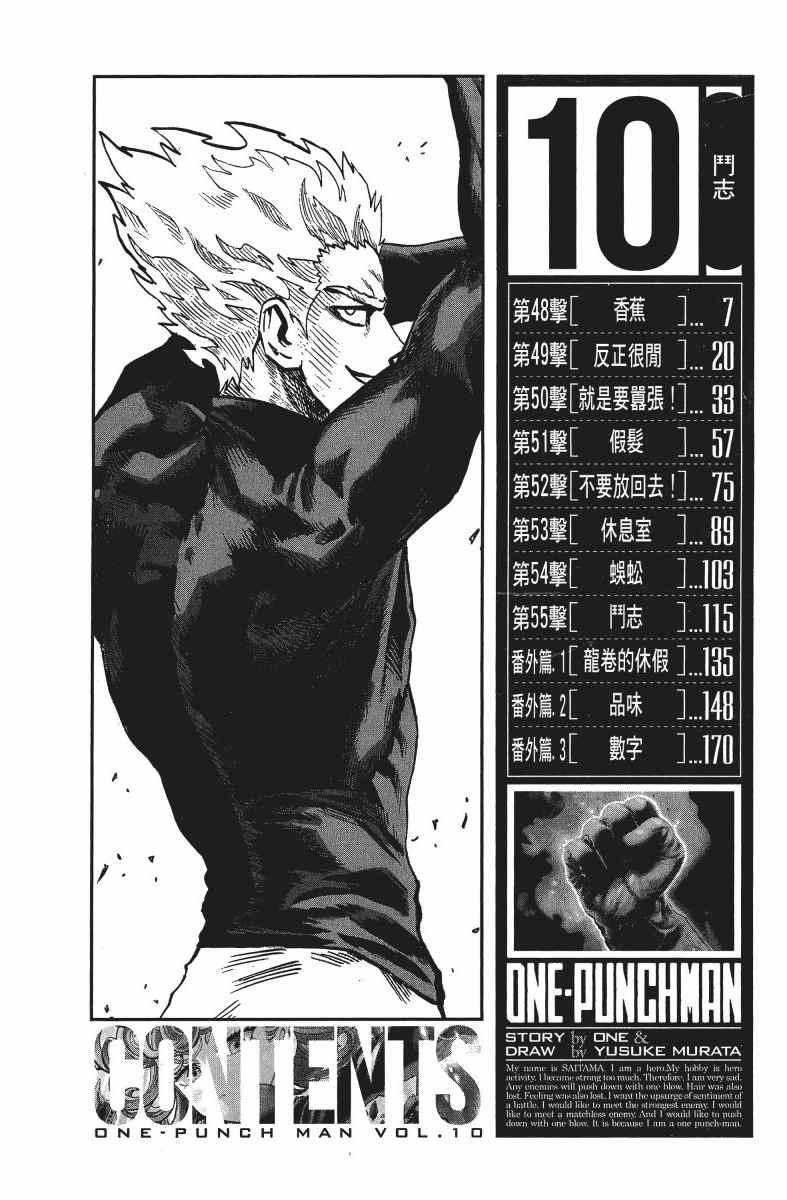 10
鬥志
第48擊[香蕉]...7
第49擊[反正很閒]...20
第50擊[就是要囂張！]...33
第51擊[假髮]...57
第52擊[不要放回去！]...75
第53擊[休息室]...89
第54擊[蜈蚣]...103
第55擊[鬥志]...115
番外篇.1[龍卷的休假]...135
番外篇.2[品味]...148
番外篇.3[數字]...170
ONE-PUNCH MAN
STORY by ONE &
DRAW by YUSUKE MURATA
My name is SAITAMA. I am a hero.My hobby is hero
activity. I became strong too much. Therefore, I am very sad.
Any enemies will push down with one blow. Hair was also
lost. Feeling was also lost. I want the upsurge of sentiment of
a battle. I would like to meet the strongest enemy. I would
like to meet a matchless enemy. And I would like to push
down with one blow. It is because I am a one punch-man.
CONTENTS
ONE-PUNCH MAN VOL.10